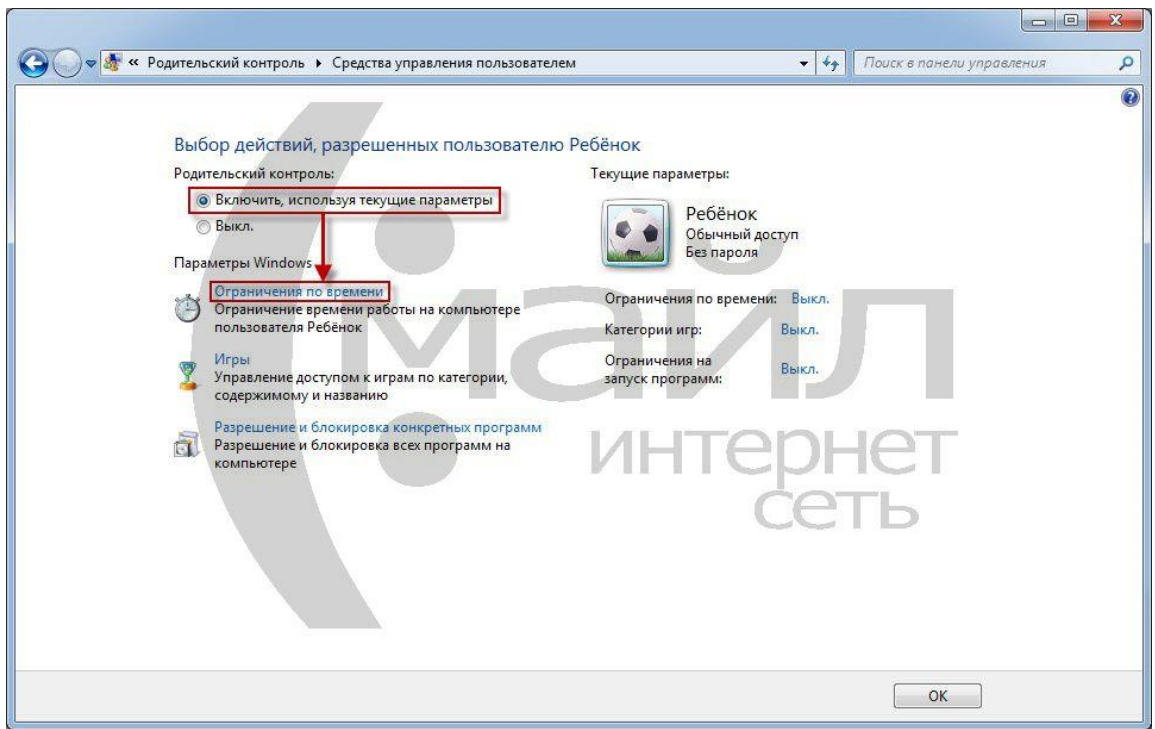 « Родительский контроль ▸ Средства управления пользователем
Поиск в панели управления
Выбор действий, разрешенных пользователю Ребёнок
Родительский контроль:
Включить, используя текущие параметры
Выкл.
Параметры Windows
Ограничения по времени
Ограничение времени работы на компьютере
пользователя Ребёнок
Игры
Управление доступом к играм по категории,
содержимому и названию
Разрешение и блокировка конкретных программ
Разрешение и блокировка всех программ на
компьютере
Текущие параметры:
Ребёнок
Обычный доступ
Без пароля
Ограничения по времени: Выкл.
Категории игр: Выкл.
Ограничения на
запуск программ: Выкл.
смайл
интернет
сеть
OK